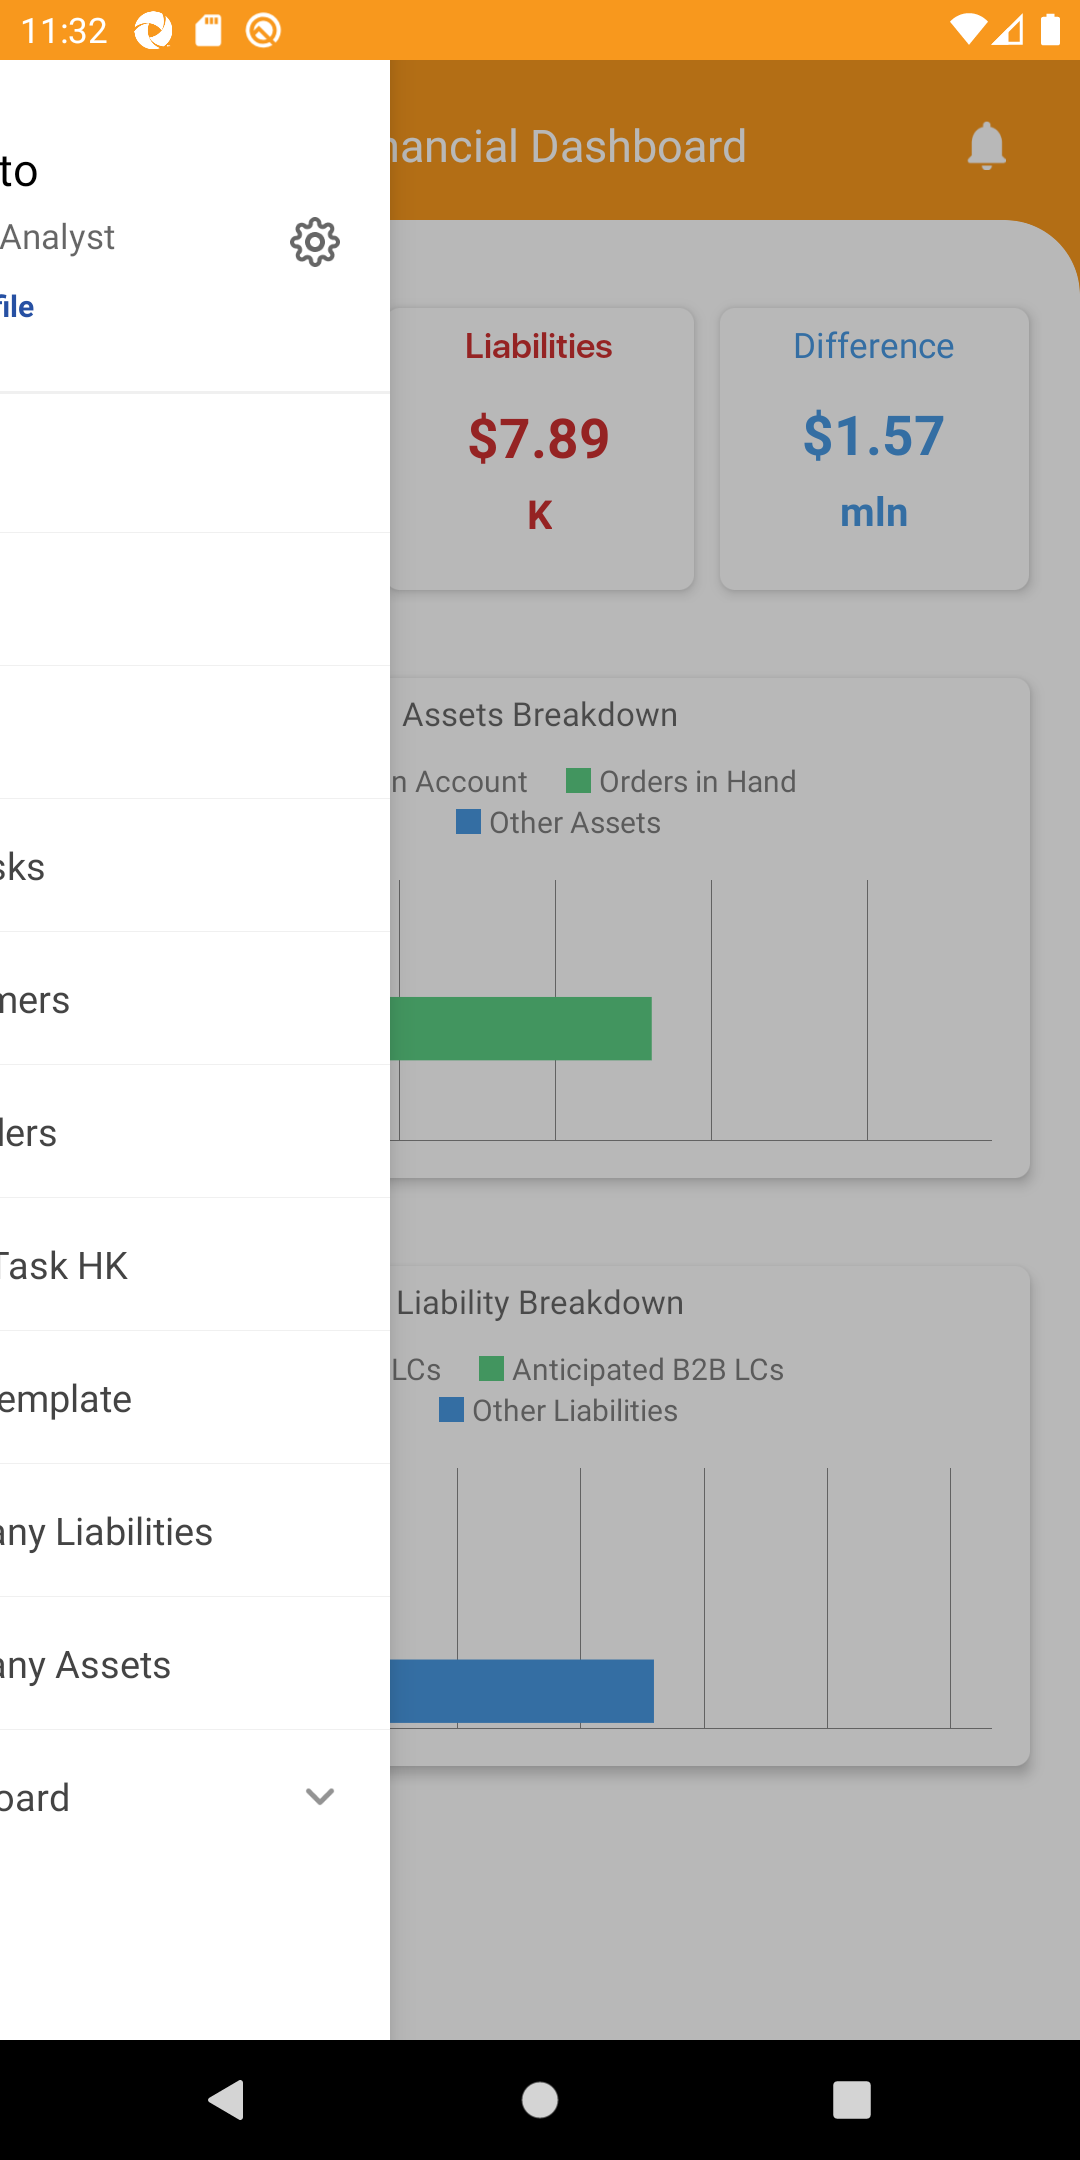 11:32
nancial Dashboard
to
Analyst
file
Liabilities
$7.89
K
Difference
$1.57
mln
Assets Breakdown
n Account
Orders in Hand
Other Assets
sks
mers
lers
Task HK
emplate
any Liabilities
any Assets
oard
Liability Breakdown
LCs
Anticipated B2B LCs
Other Liabilities